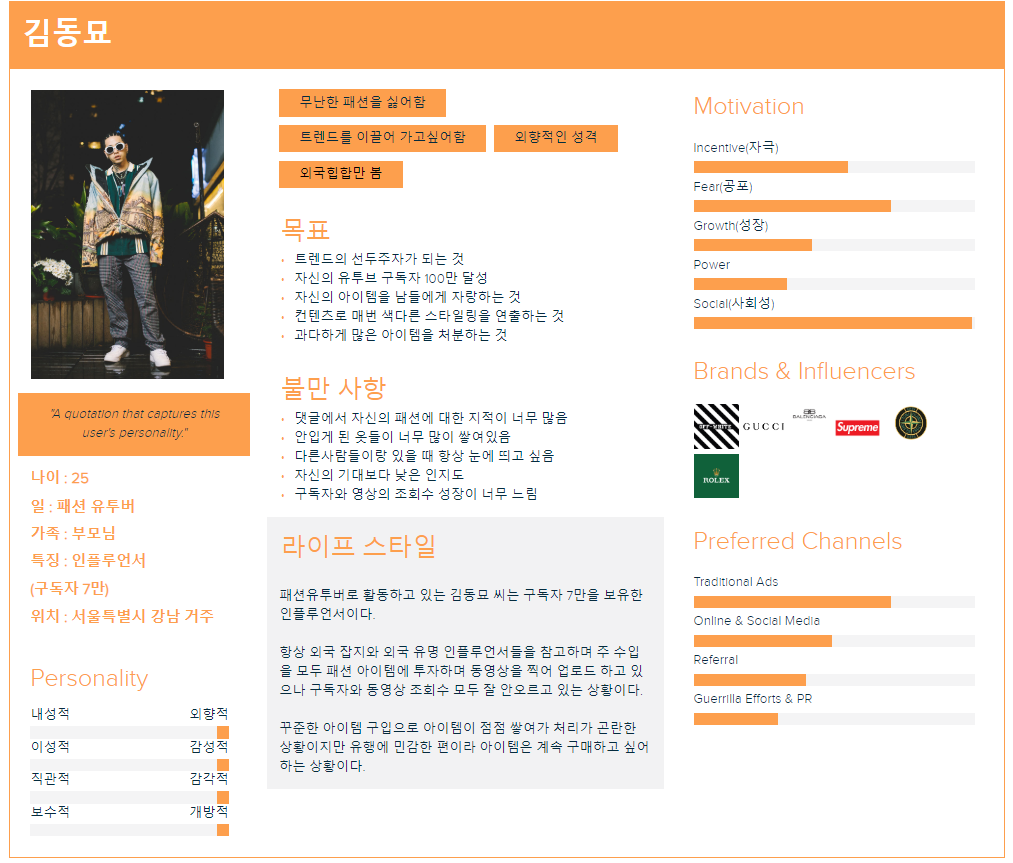 김동묘
"A quotation that captures this
user's personality."
나이 : 25
일 : 패션 유투버
가족 : 부모님
특징 : 인플루언서
(구독자 7만)
위치 : 서울특별시 강남 거주
Personality
내성적 외향적
이성적 감성적
직관적 감각적
보수적 개방적
무난한 패션을 싫어함
트렌드를 이끌어 가고싶어함 외향적인 성격
외국힙합만 봄
목표
트렌드의 선두주자가 되는 것
자신의 유투브 구독자 100만 달성
자신의 아이템을 남들에게 자랑하는 것
컨텐츠로 매번 색다른 스타일링을 연출하는 것
과다하게 많은 아이템을 처분하는 것
불만 사항
댓글에서 자신의 패션에 대한 지적이 너무 많음
안입게 된 옷들이 너무 많이 쌓여있음
다른사람들이랑 있을 때 항상 눈에 띄고 싶음
자신의 기대보다 낮은 인지도
구독자와 영상의 조회수 성장이 너무 느림
라이프 스타일
패션유투버로 활동하고 있는 김동묘 씨는 구독자 7만을 보유한
인플루언서이다.
항상 외국 잡지와 외국 유명 인플루언서들을 참고하며 주 수입
을 모두 패션 아이템에 투자하며 동영상을 찍어 업로드 하고 있
으나 구독자와 동영상 조회수 모두 잘 안오르고 있는 상황이다.
꾸준한 아이템 구입으로 아이템이 점점 쌓여가 처리가 곤란한
상황이지만 유행에 민감한 편이라 아이템은 계속 구매하고 싶어
하는 상황이다.
Motivation
Incentive(자극)
Fear(공포)
Growth(성장)
Power
Social(사회성)
Brands & Influencers
OFF-WHITE GUCCI BALENCIAGA Supreme
ROLEX
Preferred Channels
Traditional Ads
Online & Social Media
Referral
Guerrilla Efforts & PR